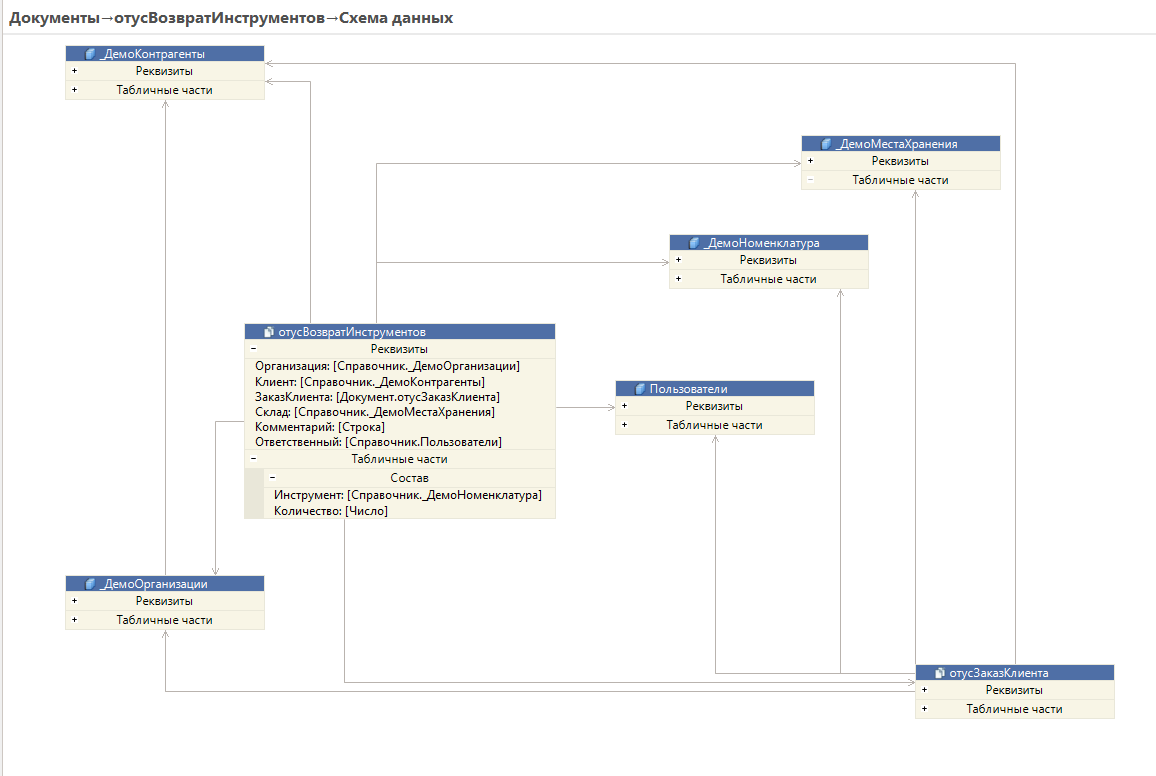 Документы→отусВозвратИнструментов→Схема данных
_ДемоКонтрагенты
+ Реквизиты
+ Табличные части
_ДемоМестаХранения
+ Реквизиты
− Табличные части
_ДемоНоменклатура
+ Реквизиты
+ Табличные части
отусВозвратИнструментов
− Реквизиты
Организация: [Справочник._ДемоОрганизации]
Клиент: [Справочник._ДемоКонтрагенты]
ЗаказКлиента: [Документ.отусЗаказКлиента]
Склад: [Справочник._ДемоМестаХранения]
Комментарий: [Строка]
Ответственный: [Справочник.Пользователи]
− Табличные части
− Состав
Инструмент: [Справочник._ДемоНоменклатура]
Количество: [Число]
Пользователи
+ Реквизиты
+ Табличные части
_ДемоОрганизации
+ Реквизиты
+ Табличные части
отусЗаказКлиента
+ Реквизиты
+ Табличные части